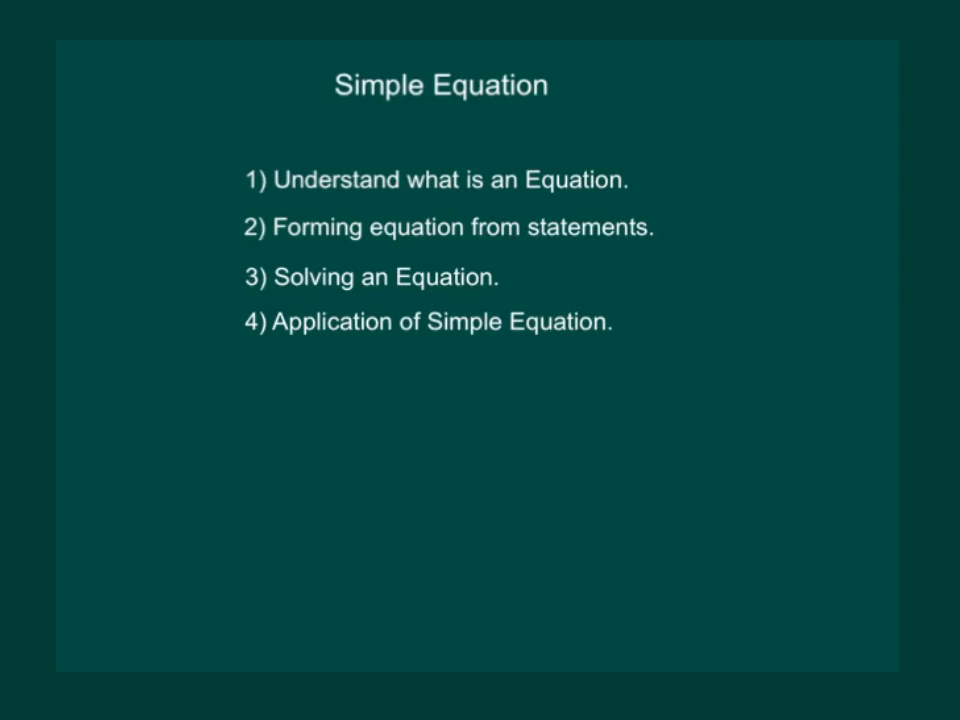 Simple Equation
1) Understand what is an Equation.
2) Forming equation from statements.
3) Solving an Equation.
4) Application of Simple Equation.